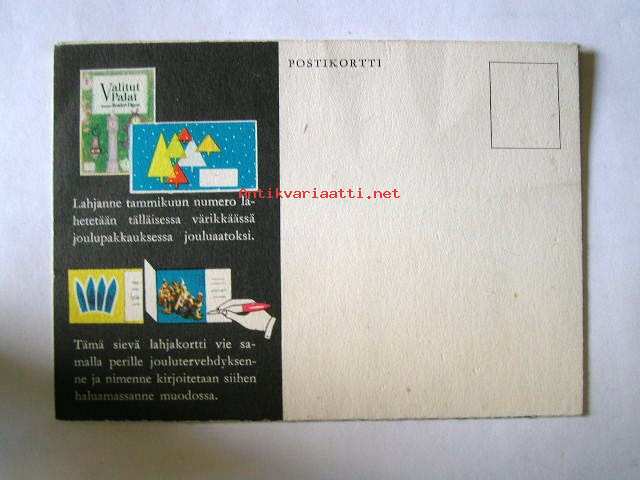 POSTIKORTTI
Valitut
Palat
Antikvariaatti.net
Lahjanne tammikuun numero lä-
hetetään tälläisessa värikkäässä
joulupakkauksessa jouluaatoksi.
Tämä sievä lahjakortti vie sa-
malla perille joulutervehdyksen-
ne ja nimenne kirjoitetaan siihen
haluamassanne muodossa.